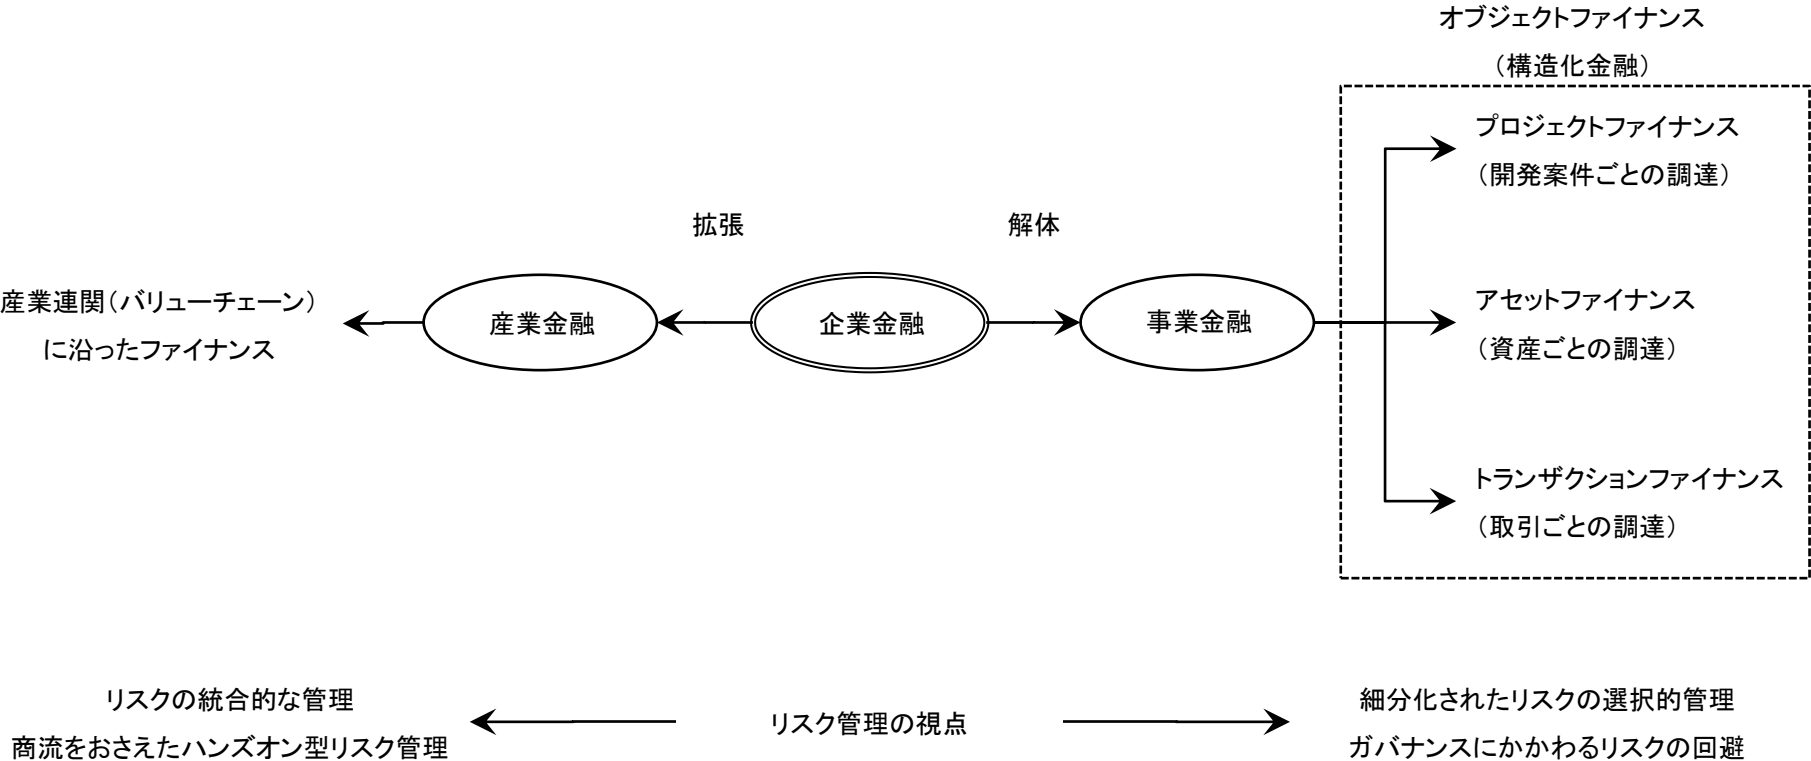 オブジェクトファイナンス
（構造化金融）
プロジェクトファイナンス
（開発案件ごとの調達）
拡張
解体
産業連関（バリューチェーン）
に沿ったファイナンス
産業金融
企業金融
事業金融
アセットファイナンス
（資産ごとの調達）
トランザクションファイナンス
（取引ごとの調達）
リスクの統合的な管理
商流をおさえたハンズオン型リスク管理
リスク管理の視点
細分化されたリスクの選択的管理
ガバナンスにかかわるリスクの回避